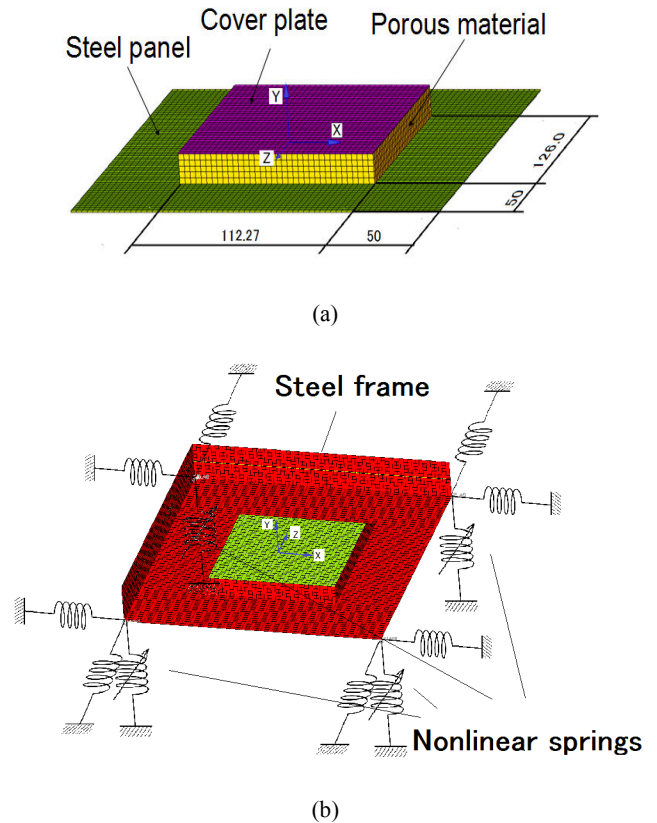 Cover plate
Steel panel
Porous material
Y
X
Z
126.0
50
112.27
50
(a)
Steel frame
Y
Z
X
Nonlinear springs
(b)